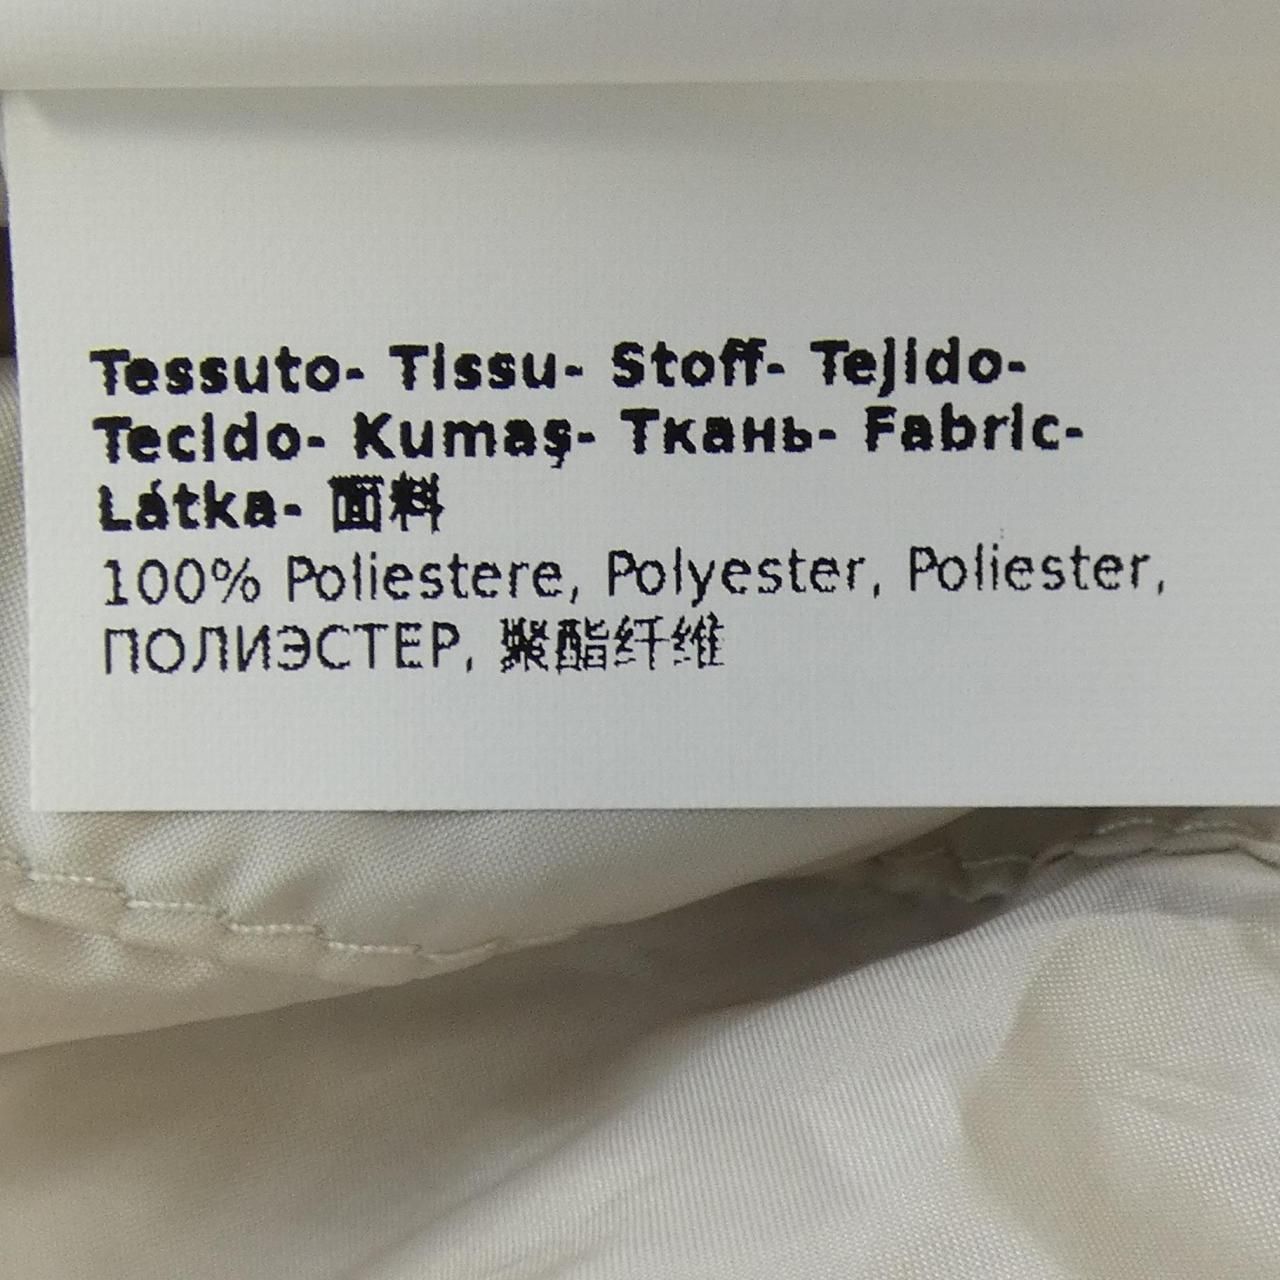 Tessuto- Tissu- Stoff- Tejido-
Tecido- Kumaş- Ткань- Fabric-
Látka- 面料
100% Poliestere, Polyester, Poliester,
ПОЛИЭСТЕР, 聚酯纤维